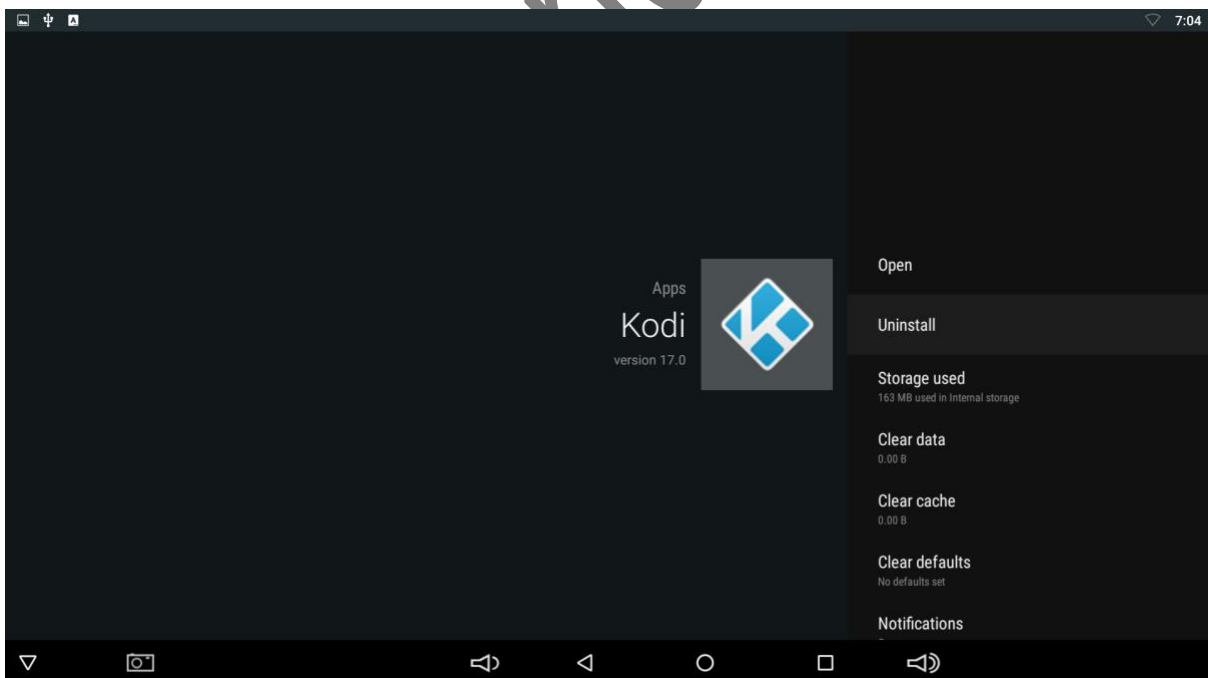 7:04
Apps
Kodi
version 17.0
Open
Uninstall
Storage used
163 MB used in Internal storage
Clear data
0.00 B
Clear cache
0.00 B
Clear defaults
No defaults set
Notifications